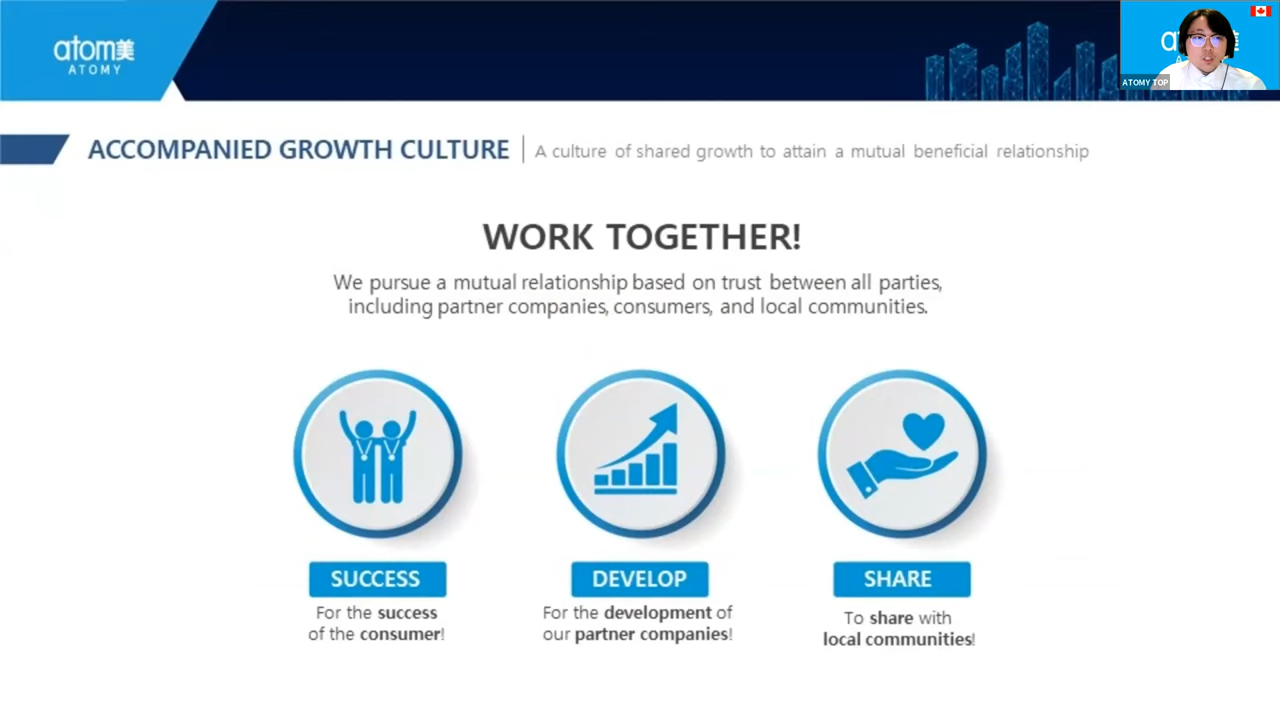 atom美
ATOMY
ATOMY TOP
ACCOMPANIED GROWTH CULTURE
A culture of shared growth to attain a mutual beneficial relationship
WORK TOGETHER!
We pursue a mutual relationship based on trust between all parties,
including partner companies, consumers, and local communities.
SUCCESS
For the success
of the consumer!
DEVELOP
For the development of
our partner companies!
SHARE
To share with
local communities!